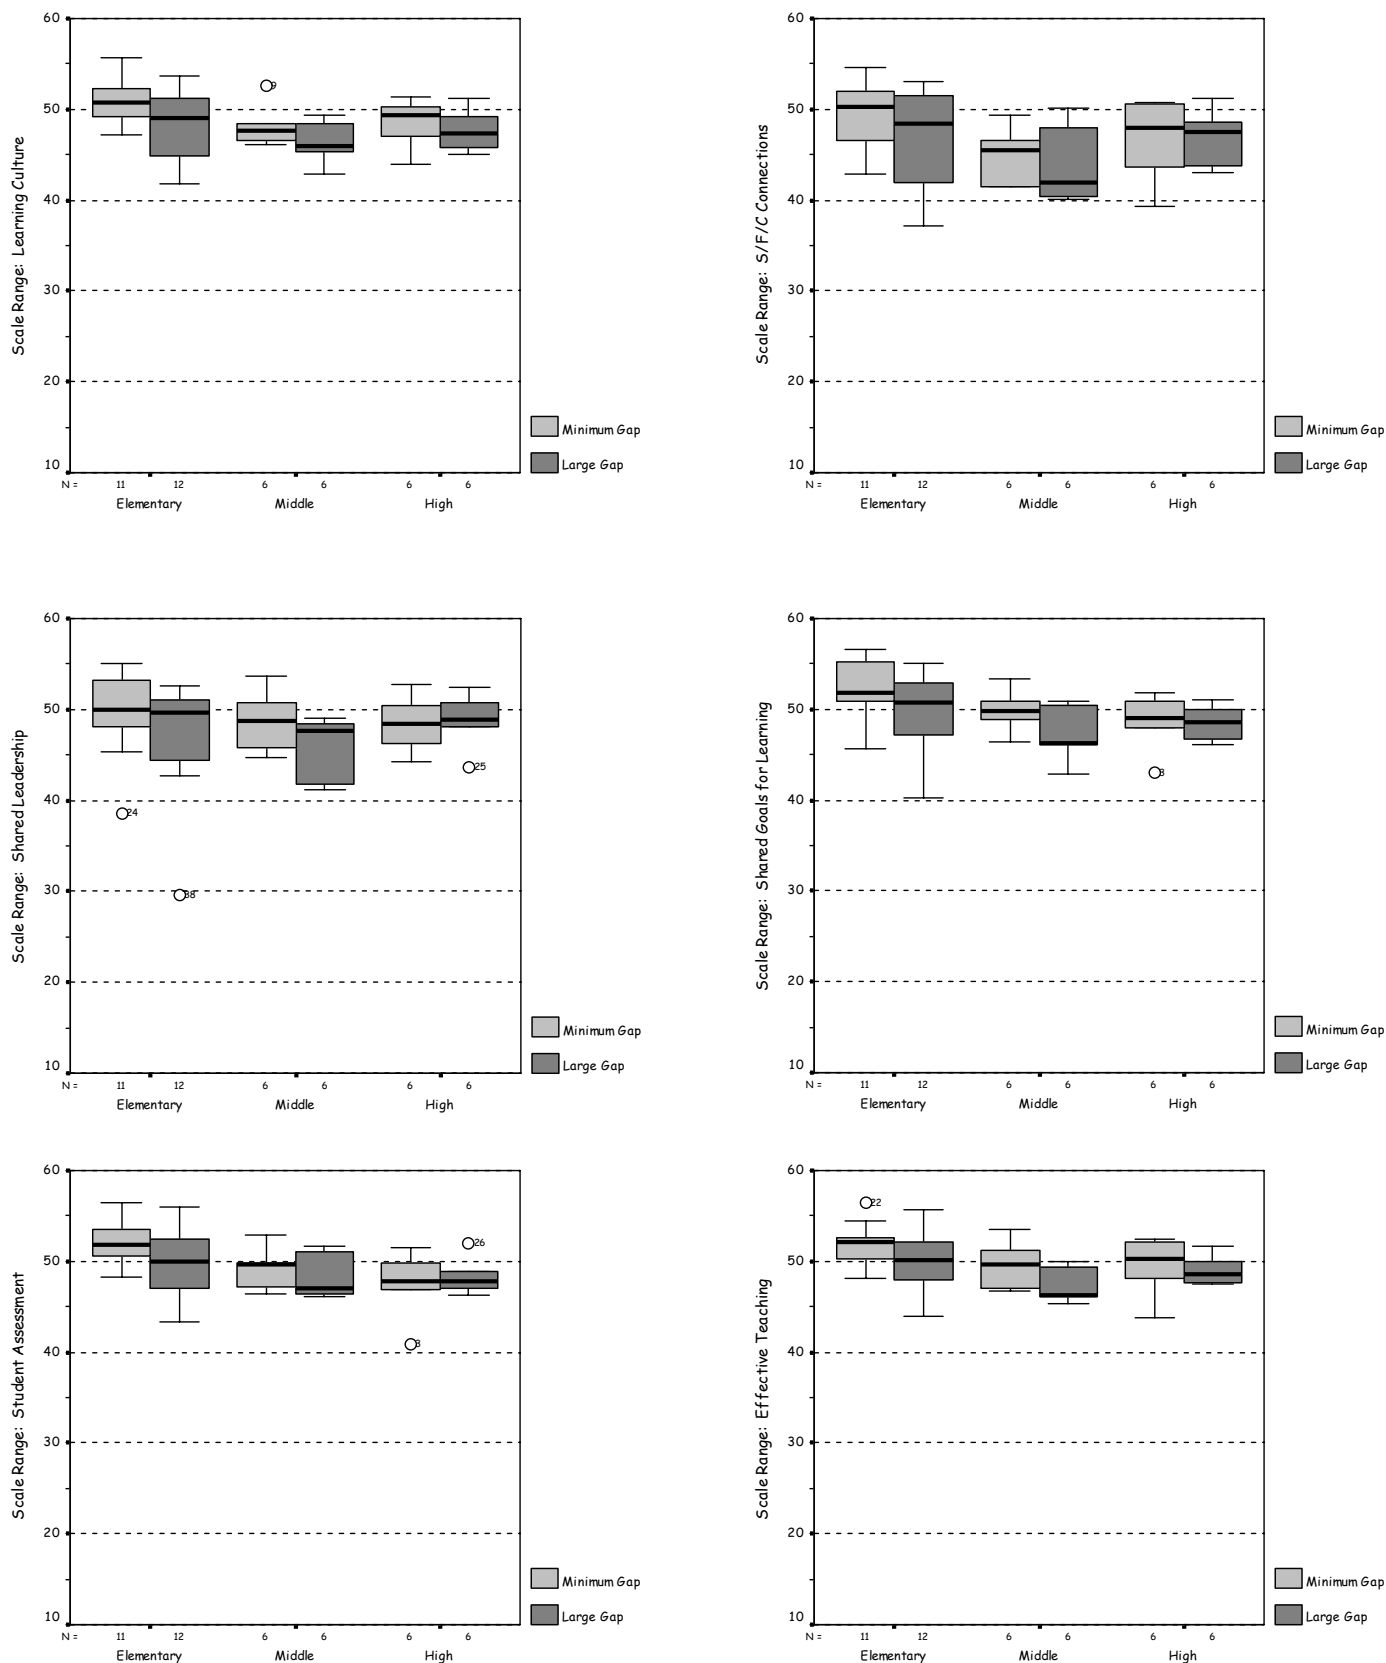 60
50
40
30
20
10
Scale Range: Learning Culture
9
Minimum Gap
Large Gap
N = 11 12 6 6 6 6
Elementary Middle High
60
50
40
30
20
10
Scale Range: S/F/C Connections
Minimum Gap
Large Gap
N = 11 12 6 6 6 6
Elementary Middle High
60
50
40
30
20
10
Scale Range: Shared Leadership
24
38
25
Minimum Gap
Large Gap
N = 11 12 6 6 6 6
Elementary Middle High
60
50
40
30
20
10
Scale Range: Shared Goals for Learning
3
Minimum Gap
Large Gap
N = 11 12 6 6 6 6
Elementary Middle High
60
50
40
30
20
10
Scale Range: Student Assessment
3
26
Minimum Gap
Large Gap
N = 11 12 6 6 6 6
Elementary Middle High
60
50
40
30
20
10
Scale Range: Effective Teaching
22
Minimum Gap
Large Gap
N = 11 12 6 6 6 6
Elementary Middle High